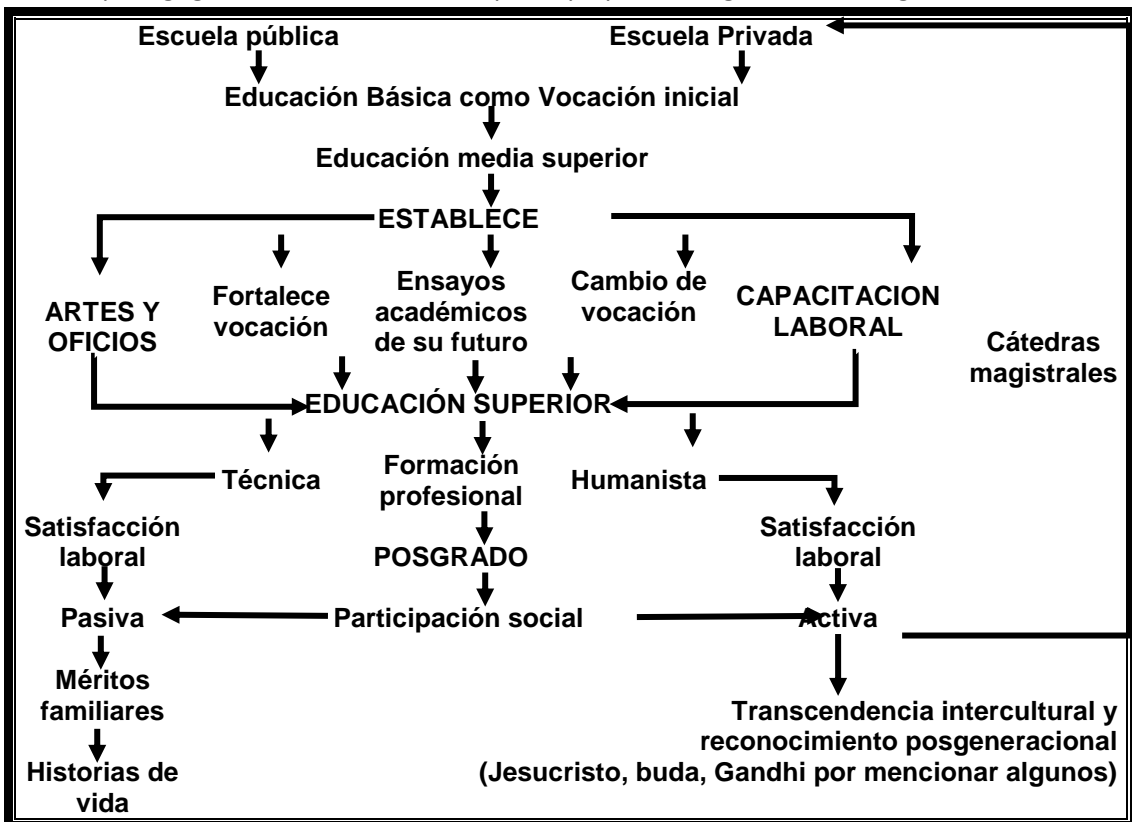 Escuela pública
Escuela Privada
Educación Básica como Vocación inicial
Educación media superior
ESTABLECE
ARTES Y
OFICIOS
Fortalece
vocación
Ensayos
académicos
de su futuro
Cambio de
vocación
CAPACITACION
LABORAL
Cátedras
magistrales
EDUCACIÓN SUPERIOR
Técnica
Formación
profesional
Humanista
Satisfacción
laboral
POSGRADO
Satisfacción
laboral
Pasiva
Participación social
Activa
Méritos
familiares
Historias de
vida
Transcendencia intercultural y
reconocimiento posgeneracional
(Jesucristo, buda, Gandhi por mencionar algunos)